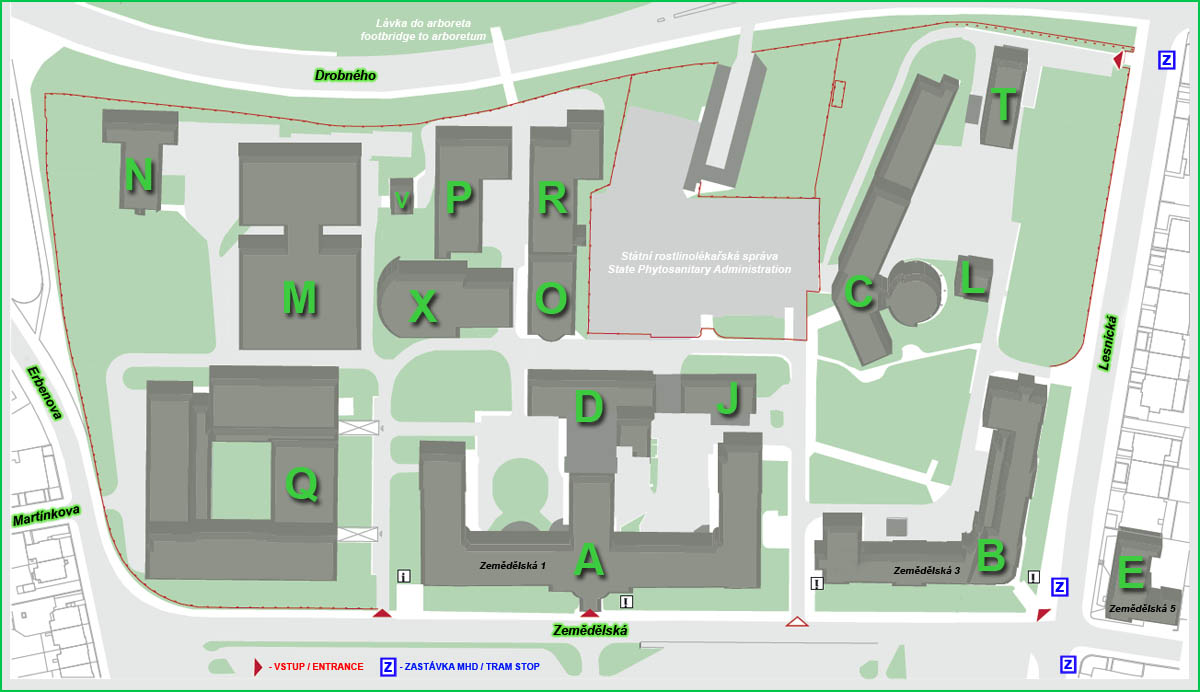 Lávka do arboreta
footbridge to arboretum
Drobného
Z
T
N
V
P
R
Státní rostlinolékařská správa
State Phytosanitary Administration
M
X
O
C
L
Lesnická
Erbenova
D
J
Q
Martínkova
A
Zemědělská 1
B
Zemědělská 3
E
Zemědělská 5
i
!
!
!
Z
Zemědělská
- VSTUP / ENTRANCE
Z - ZASTÁVKA MHD / TRAM STOP
Z